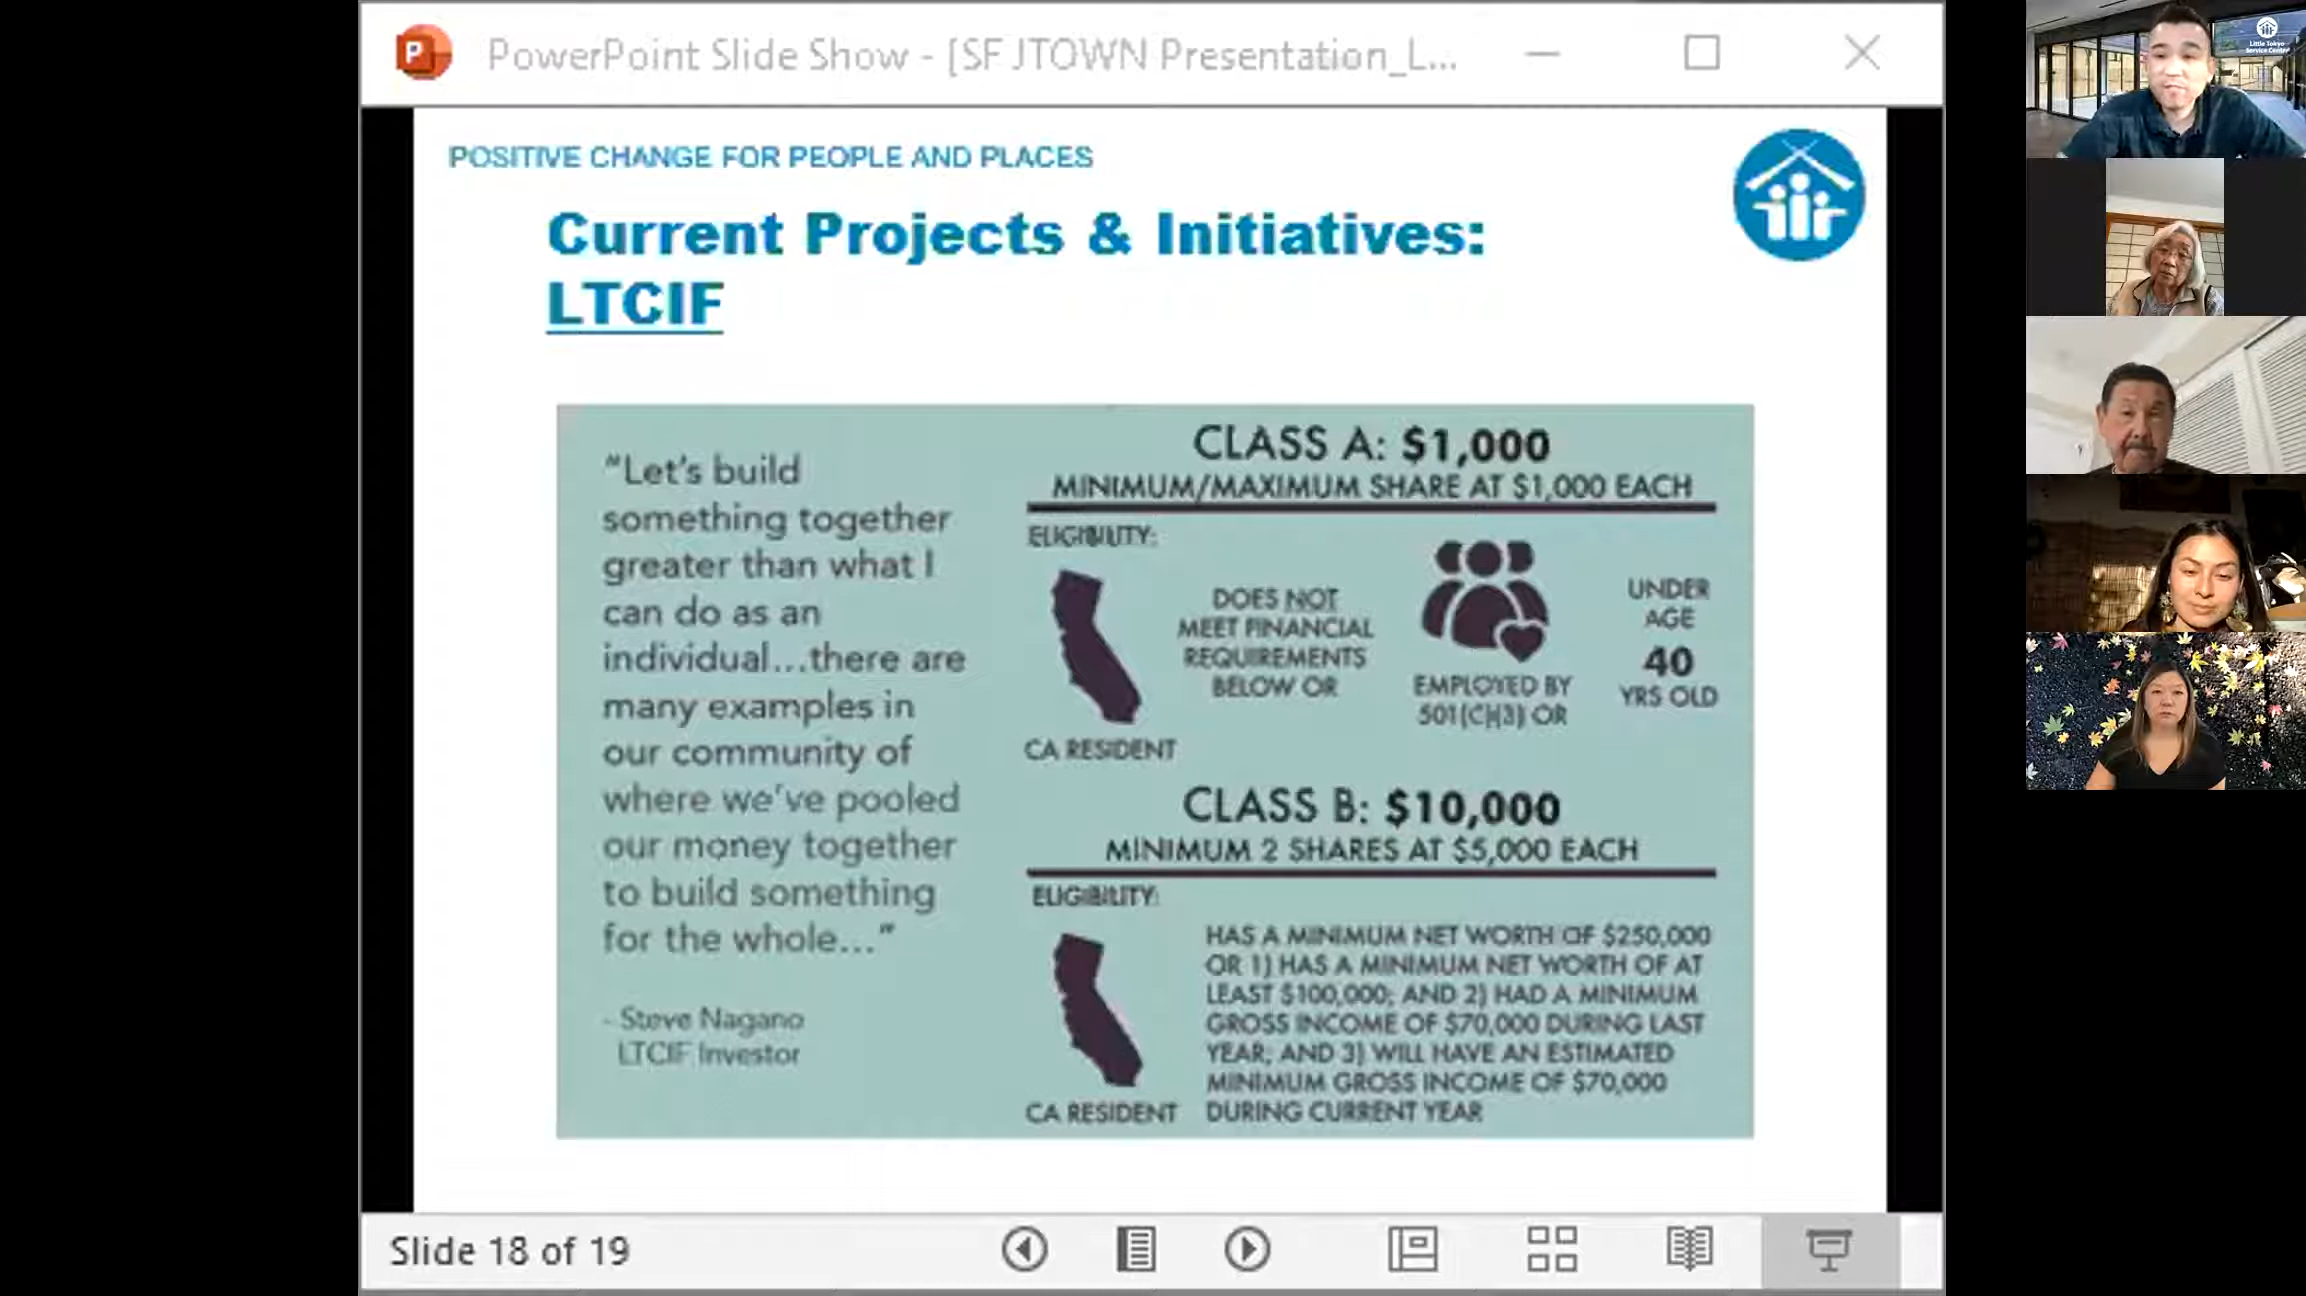 PowerPoint Slide Show - [SF JTOWN Presentation_L...
POSITIVE CHANGE FOR PEOPLE AND PLACES
Current Projects & Initiatives:
LTCIF
"Let's build
something together
greater than what I
can do as an
individual...there are
many examples in
our community of
where we've pooled
our money together
to build something
for the whole..."
- Steve Nagano
LTCIF Investor
CLASS A: $1,000
MINIMUM/MAXIMUM SHARE AT $1,000 EACH
ELIGIBILITY:
CA RESIDENT
DOES NOT
MEET FINANCIAL
REQUIREMENTS
BELOW OR
EMPLOYED BY
501(C)(3) OR
UNDER
AGE
40
YRS OLD
CLASS B: $10,000
MINIMUM 2 SHARES AT $5,000 EACH
ELIGIBILITY:
CA RESIDENT
HAS A MINIMUM NET WORTH OF $250,000
OR 1) HAS A MINIMUM NET WORTH OF AT
LEAST $100,000; AND 2) HAD A MINIMUM
GROSS INCOME OF $70,000 DURING LAST
YEAR; AND 3) WILL HAVE AN ESTIMATED
MINIMUM GROSS INCOME OF $70,000
DURING CURRENT YEAR
Slide 18 of 19
Little Tokyo
Service Center